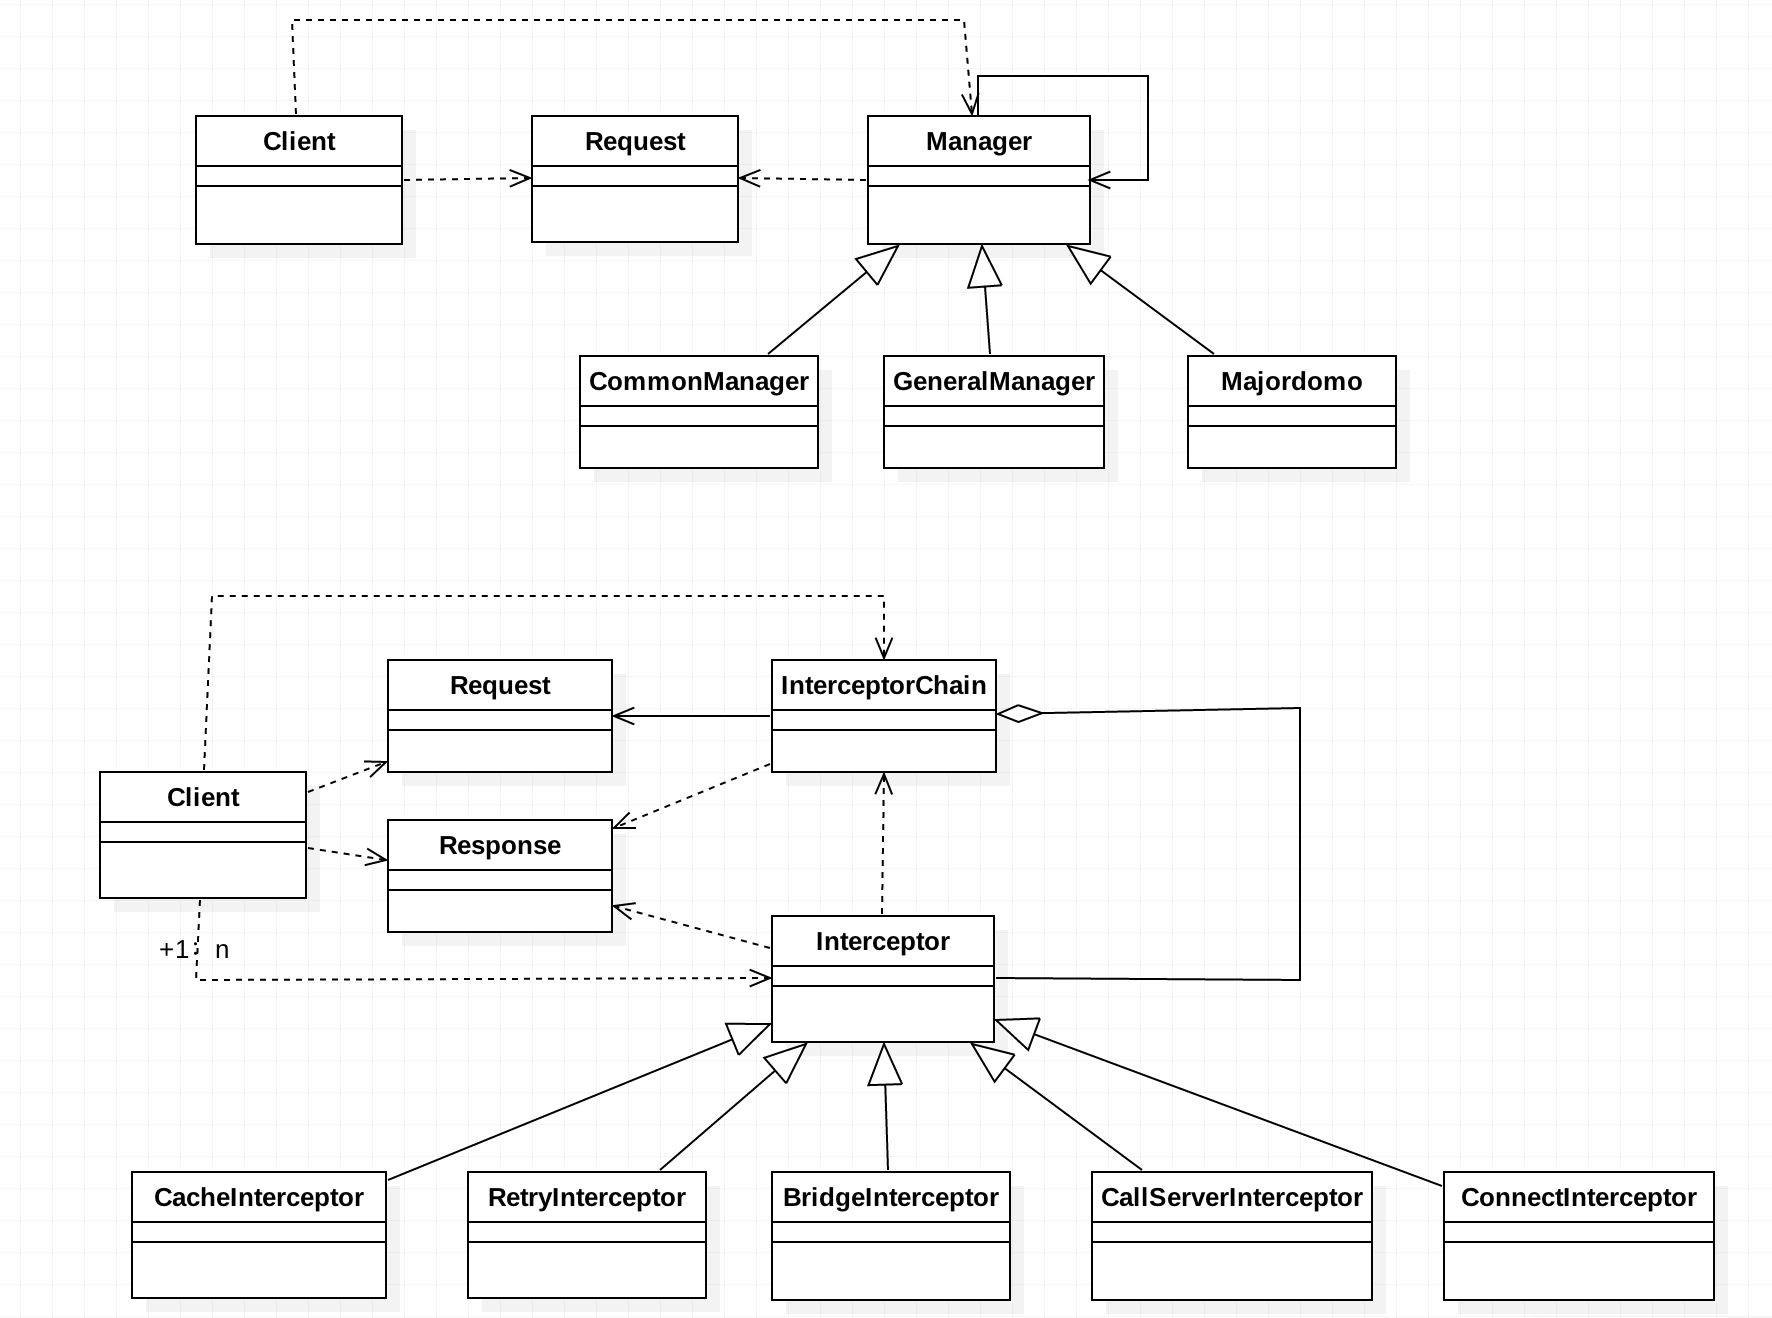 Client
Request
Manager
CommonManager
GeneralManager
Majordomo
Request
InterceptorChain
Client
Response
Interceptor
+1 n
CacheInterceptor
RetryInterceptor
BridgeInterceptor
CallServerInterceptor
ConnectInterceptor